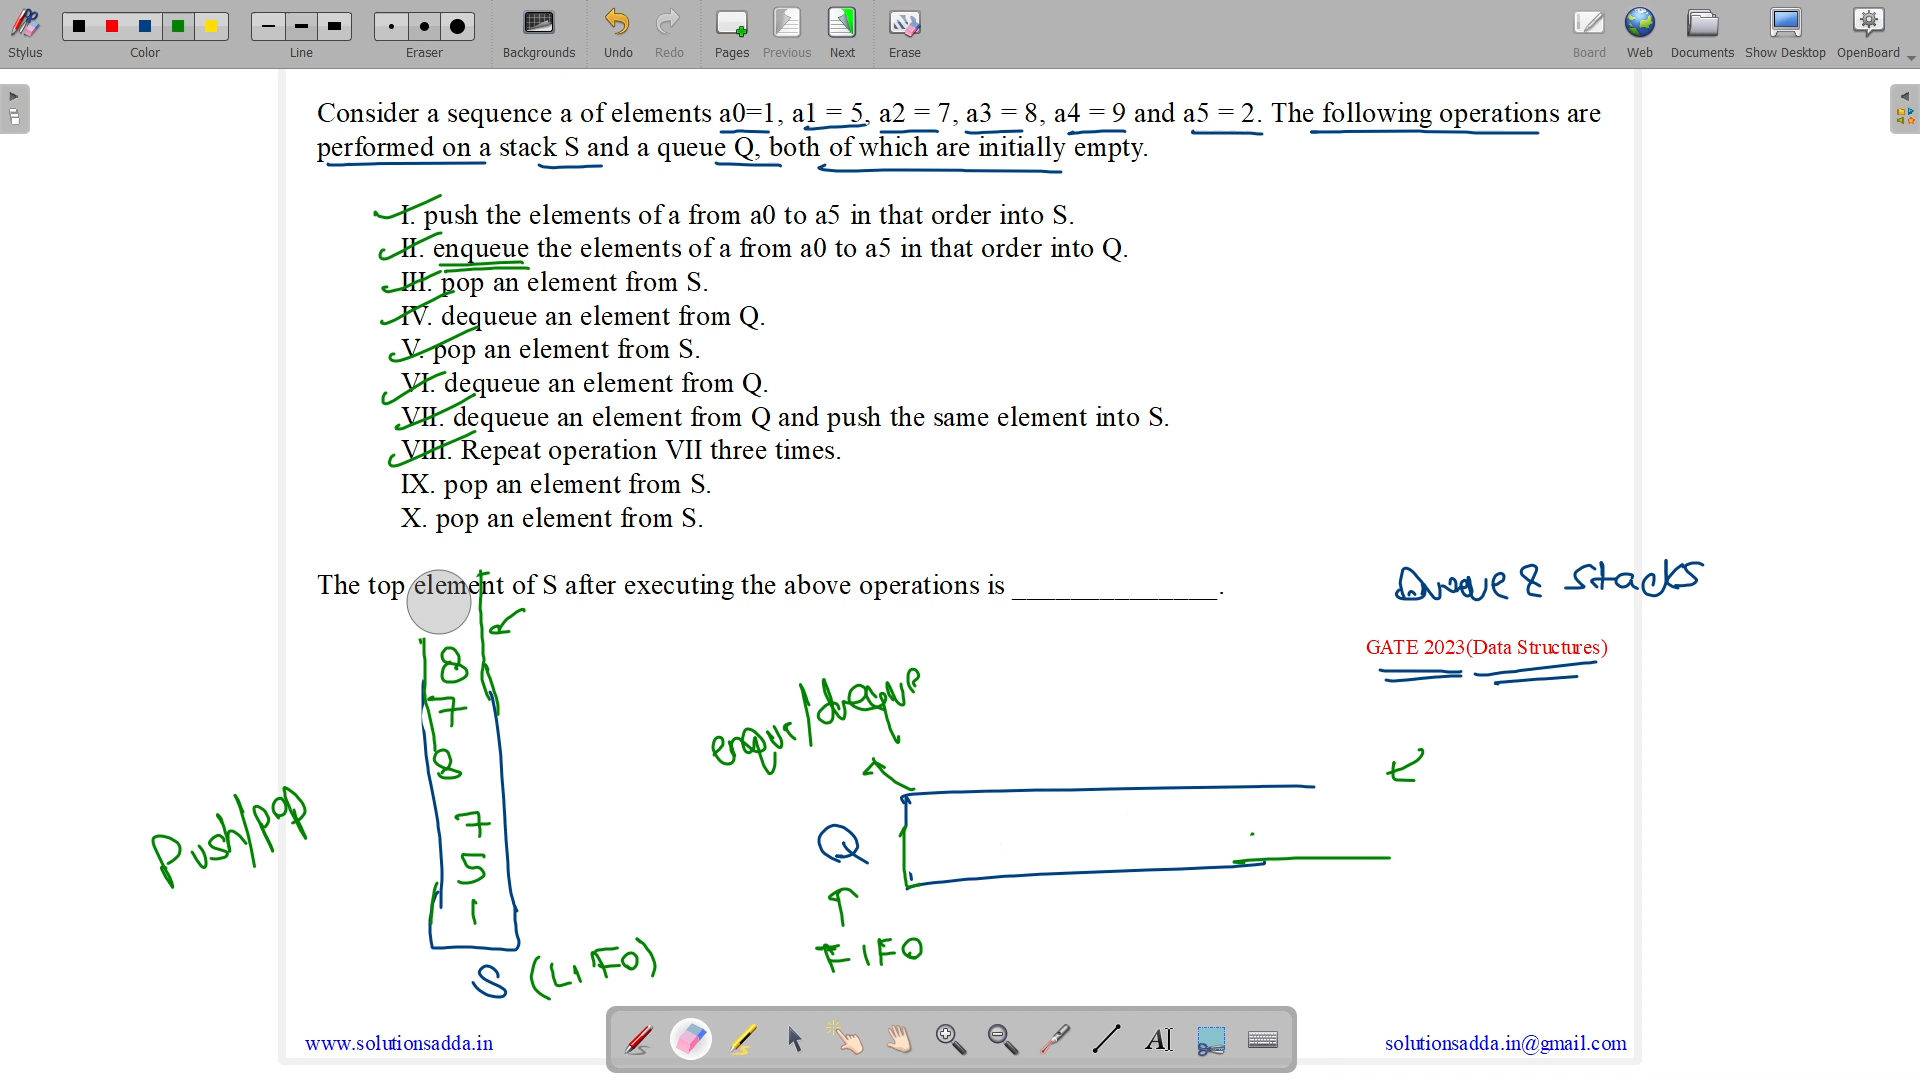 Stylus Color Line Eraser Backgrounds Undo Redo Pages Previous Next Erase Board Web Documents Show Desktop OpenBoard
Consider a sequence a of elements a0=1, a1 = 5, a2 = 7, a3 = 8, a4 = 9 and a5 = 2. The following operations are
performed on a stack S and a queue Q, both of which are initially empty.
I. push the elements of a from a0 to a5 in that order into S.
II. enqueue the elements of a from a0 to a5 in that order into Q.
III. pop an element from S.
IV. dequeue an element from Q.
V. pop an element from S.
VI. dequeue an element from Q.
VII. dequeue an element from Q and push the same element into S.
VIII. Repeat operation VII three times.
IX. pop an element from S.
X. pop an element from S.
The top element of S after executing the above operations is _______________.
& stacks
GATE 2023(Data Structures)
8
7
8
7
5
1
Push/pop
S (LIFO)
Q
FIFO
www.solutionsadda.in
solutionsadda.in@gmail.com